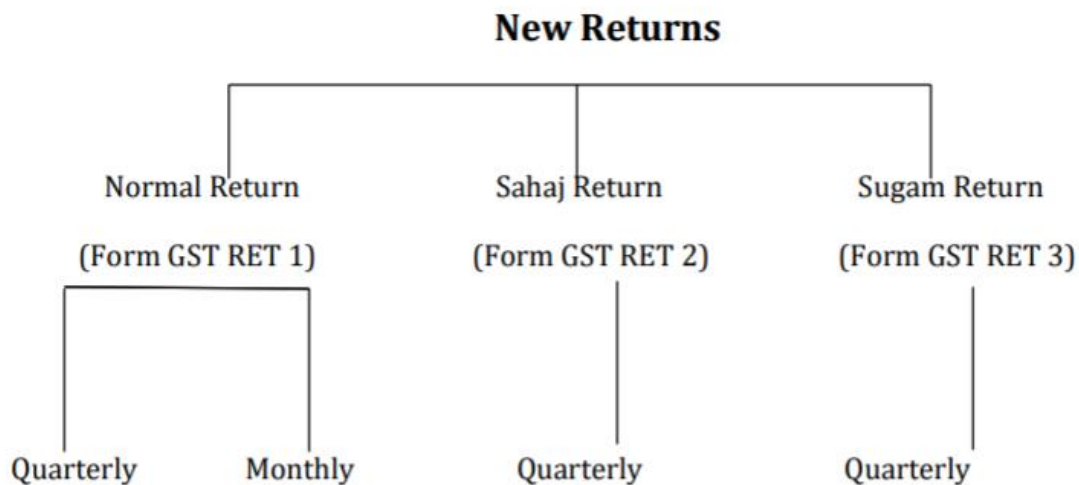 New Returns
Normal Return Sahaj Return Sugam Return
(Form GST RET 1) (Form GST RET 2) (Form GST RET 3)
Quarterly Monthly Quarterly Quarterly